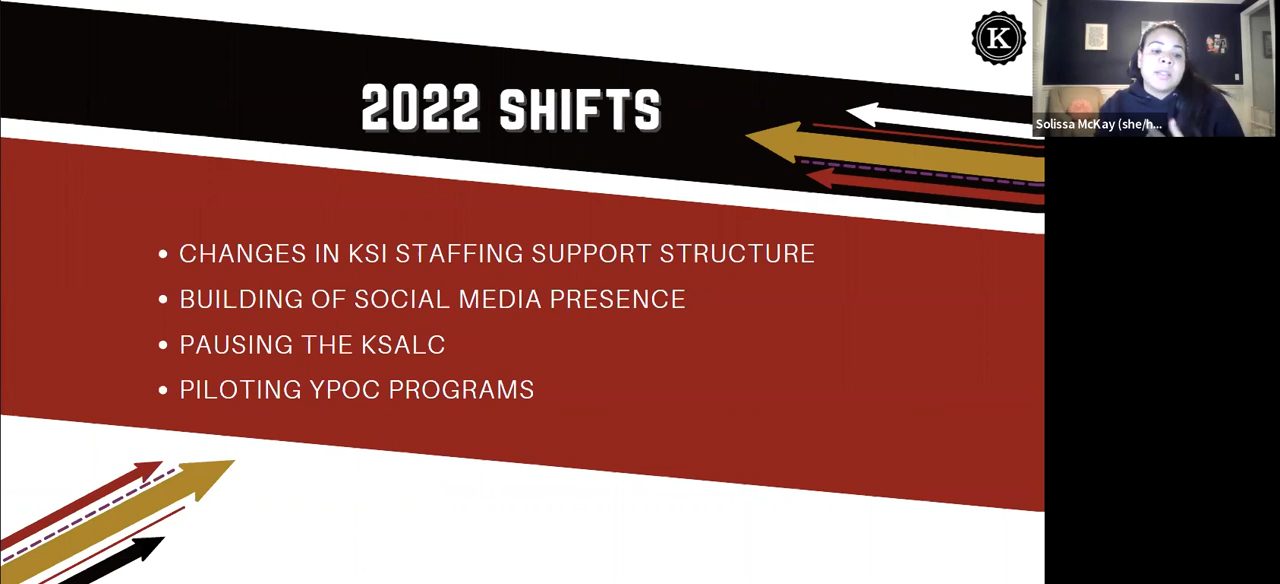 K
2022 SHIFTS
Solissa McKay (she/h...
• CHANGES IN KSI STAFFING SUPPORT STRUCTURE
• BUILDING OF SOCIAL MEDIA PRESENCE
• PAUSING THE KSALC
• PILOTING YPOC PROGRAMS